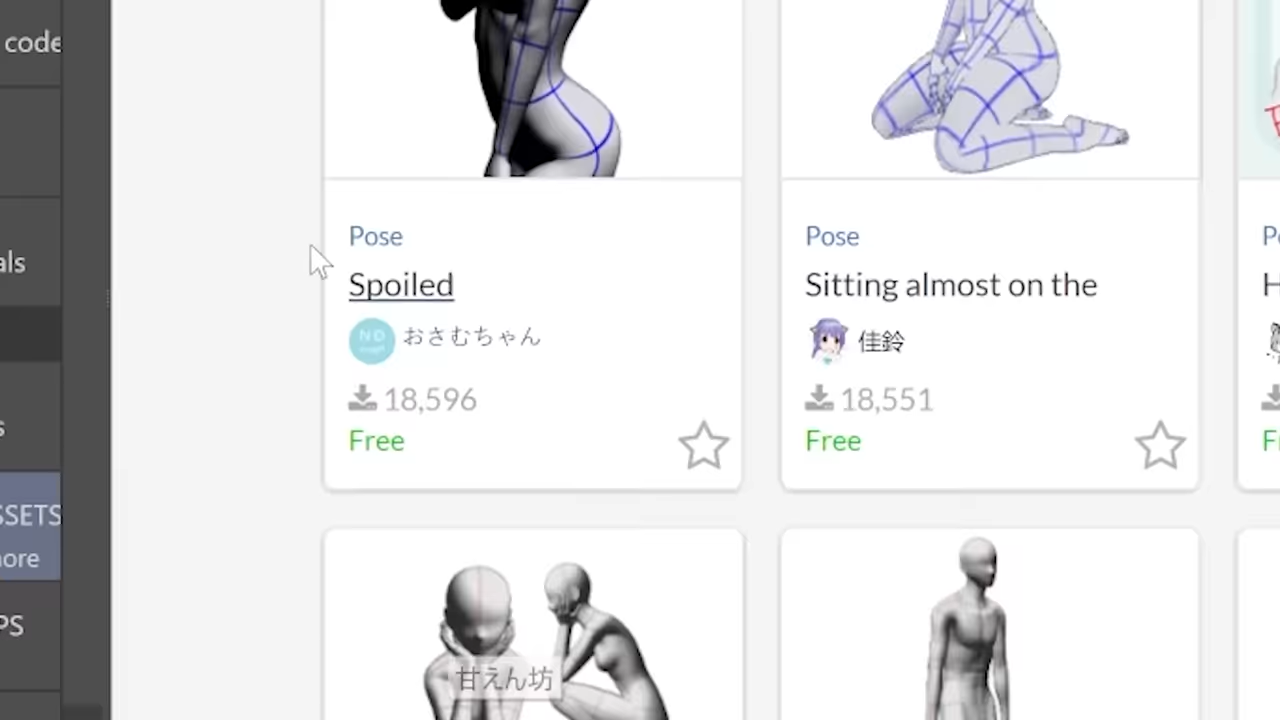 code
als
s
SSETS
nore
PS
Pose
Spoiled
おさむちゃん
18,596
Free
Pose
Sitting almost on the
佳鈴
18,551
Free
甘えん坊